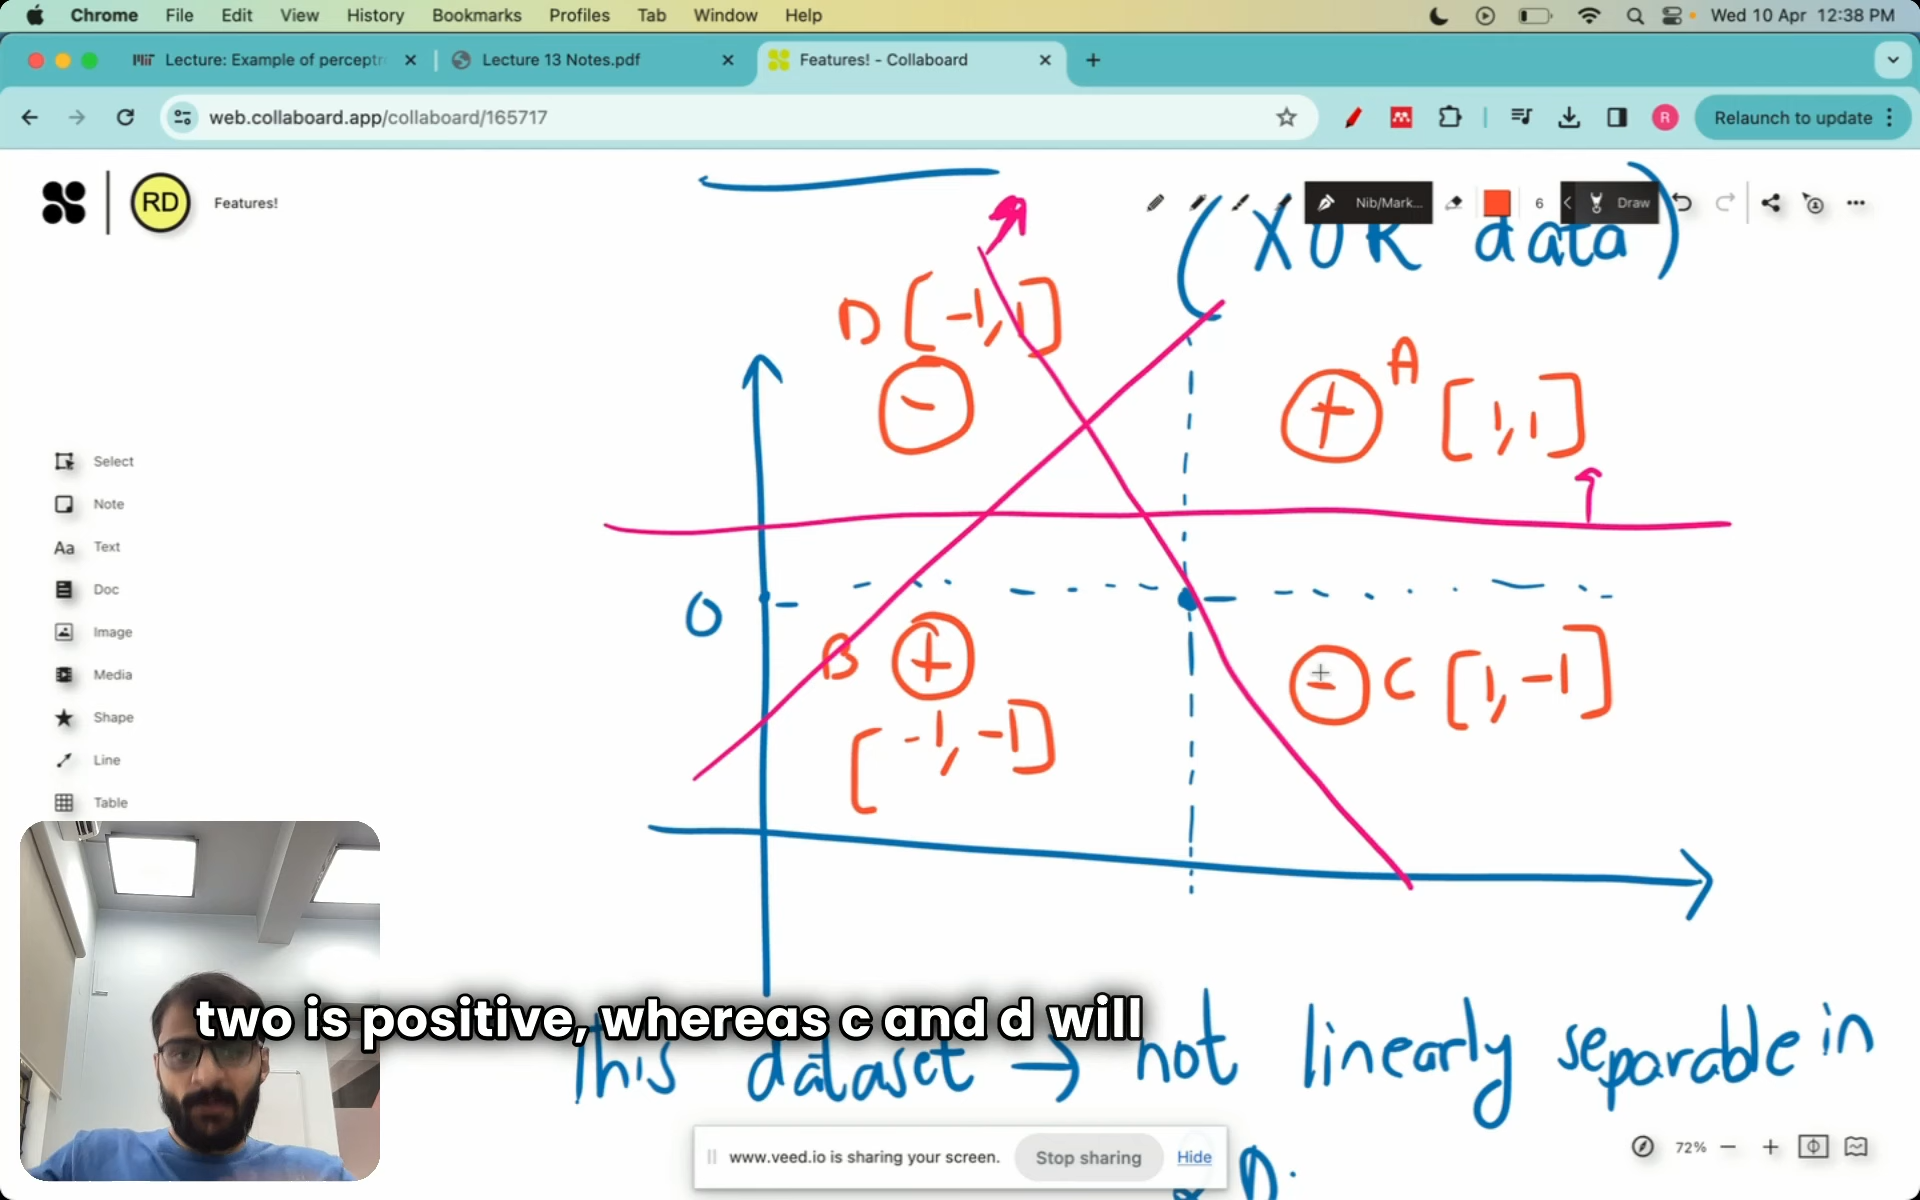 Chrome File Edit View History Bookmarks Profiles Tab Window Help Wed 10 Apr 12:38 PM
MIT Lecture: Example of perceptr Lecture 13 Notes.pdf Features! - Collaboard
web.collaboard.app/collaboard/165717 R Relaunch to update
RD Features! Nib/Mark... 6 Draw
(XOR data)
D [-1, 1]
-
+ A [1, 1]
0
B +
[-1, -1]
- C [1, -1]
Select
Note
Aa Text
Doc
Image
Media
Shape
Line
Table
two is positive, whereas c and d will
This dataset → not linearly separable in
2D.
www.veed.io is sharing your screen. Stop sharing Hide
72% - +